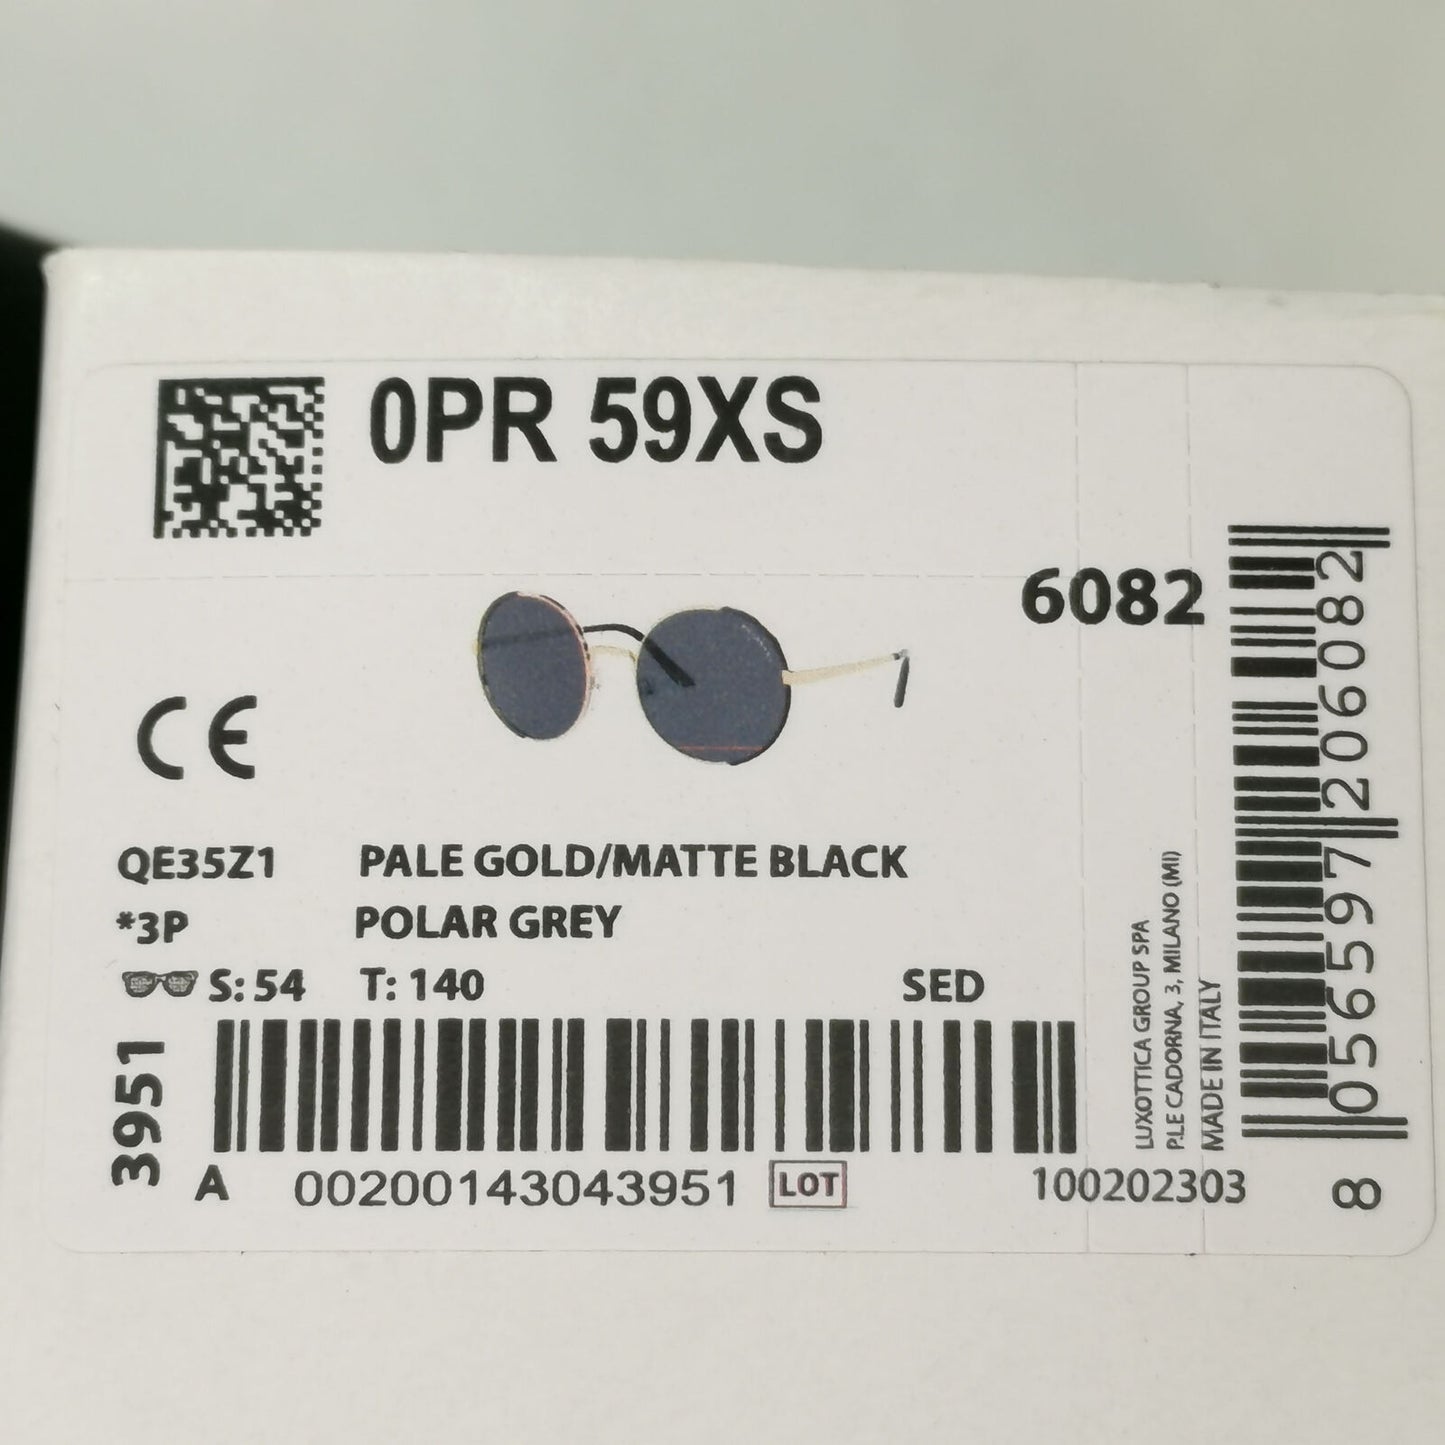 0PR 59XS
6082
CE
QE35Z1 PALE GOLD/MATTE BLACK
*3P POLAR GREY
S: 54 T: 140 SED
3951
A 00200143043951 LOT 100202303
LUXOTTICA GROUP SPA
P.LE CADORNA, 3, MILANO (MI)
MADE IN ITALY
8 056597 206082